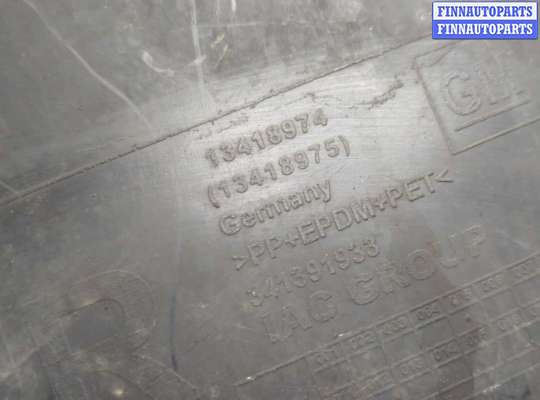 FINNAUTOPARTS
FINNAUTOPARTS
GM
13418974
(13418975)
Germany
>PP+EPDM+PET<
341391933
IAC GROUP
R